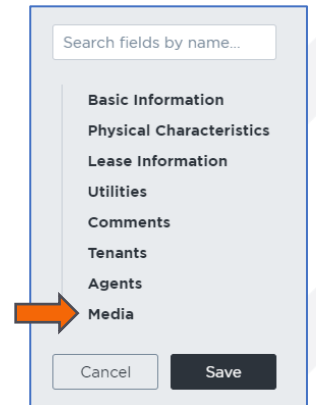 Search fields by name...
Basic Information
Physical Characteristics
Lease Information
Utilities
Comments
Tenants
Agents
Media
Cancel Save